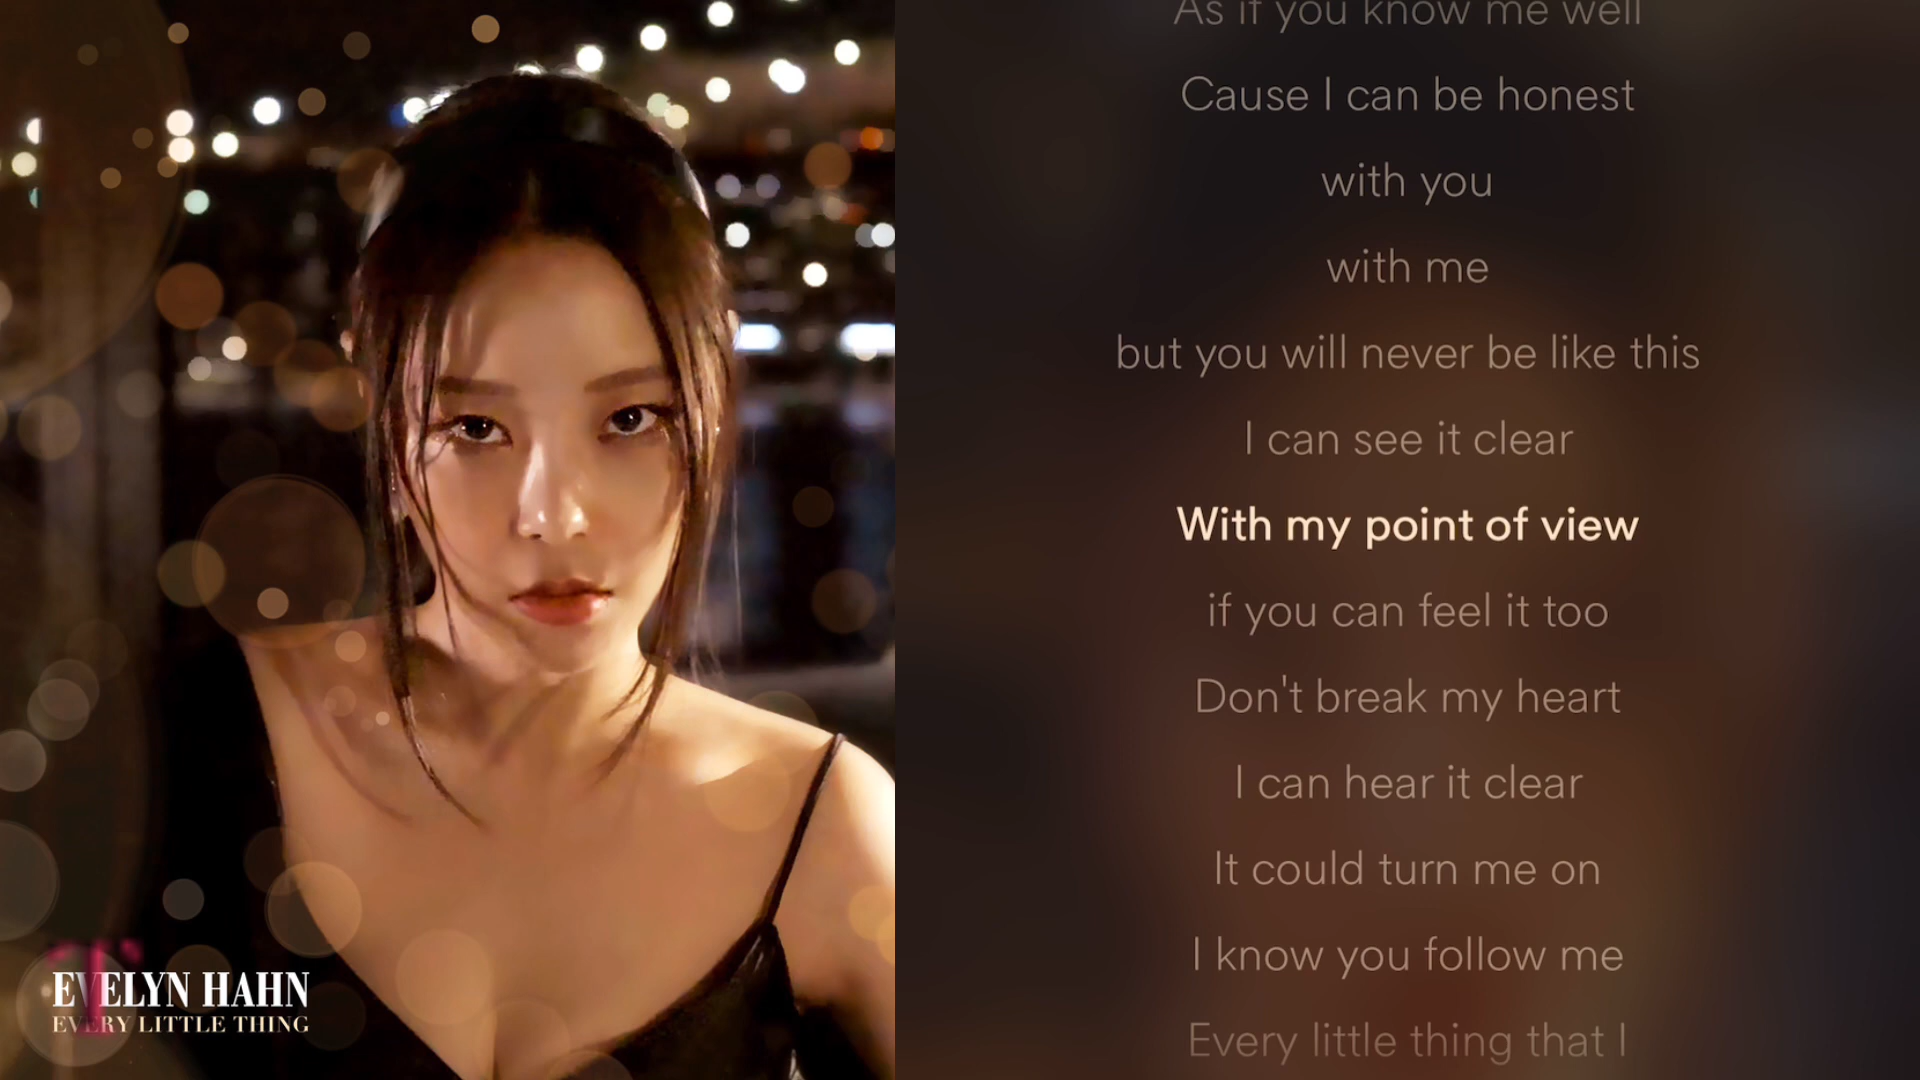 EVELYN HAHN
EVERY LITTLE THING
As if you know me well
Cause I can be honest
with you
with me
but you will never be like this
I can see it clear
With my point of view
if you can feel it too
Don't break my heart
I can hear it clear
It could turn me on
I know you follow me
Every little thing that I